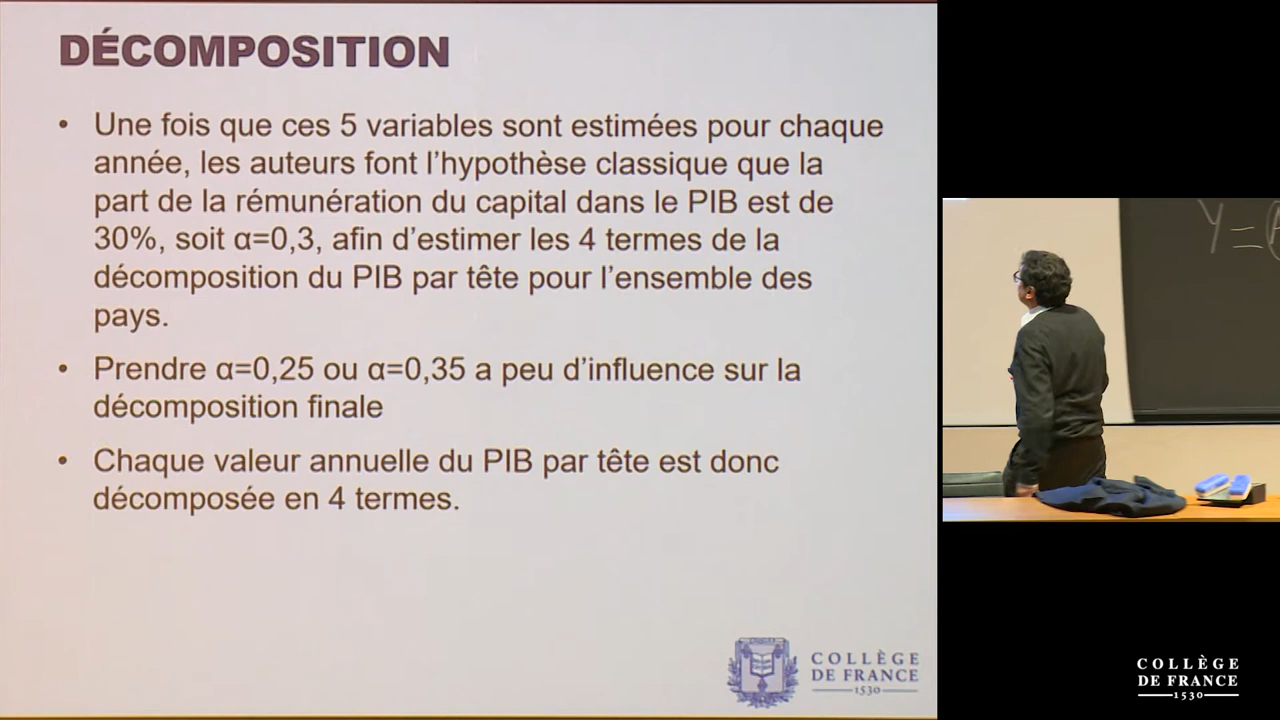 DÉCOMPOSITION
• Une fois que ces 5 variables sont estimées pour chaque
année, les auteurs font l’hypothèse classique que la
part de la rémunération du capital dans le PIB est de
30%, soit α=0,3, afin d’estimer les 4 termes de la
décomposition du PIB par tête pour l’ensemble des
pays.
• Prendre α=0,25 ou α=0,35 a peu d’influence sur la
décomposition finale
• Chaque valeur annuelle du PIB par tête est donc
décomposée en 4 termes.
COLLÈGE
DE FRANCE
1530
Y =
COLLÈGE
DE FRANCE
1530